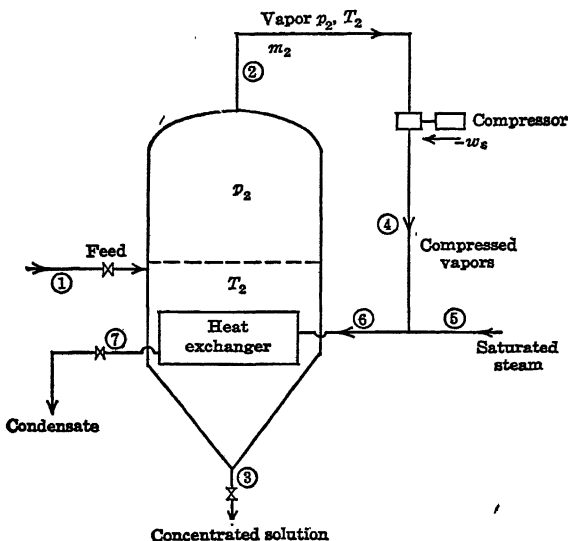 Vapor p₂, T₂
m₂
②
Compressor
-wₛ
p₂
④
Compressed
vapors
Feed
①
T₂
Heat
exchanger
⑥
⑤
Saturated
steam
⑦
Condensate
③
Concentrated solution